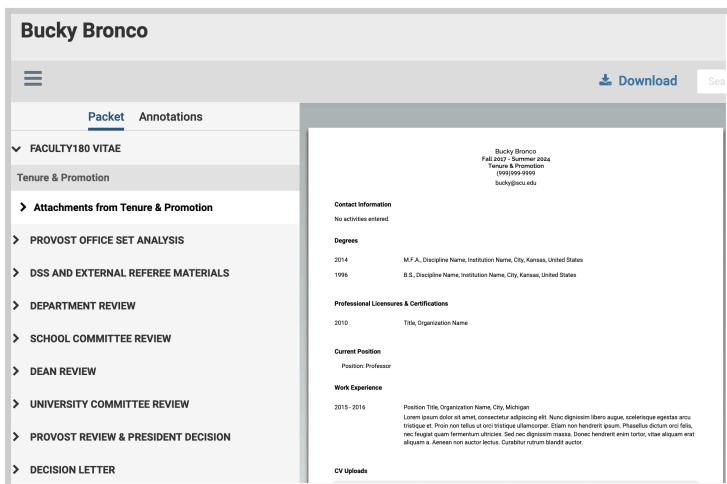 Bucky Bronco
Download
Sea
Packet Annotations
FACULTY180 VITAE
Tenure & Promotion
Attachments from Tenure & Promotion
PROVOST OFFICE SET ANALYSIS
DSS AND EXTERNAL REFEREE MATERIALS
DEPARTMENT REVIEW
SCHOOL COMMITTEE REVIEW
DEAN REVIEW
UNIVERSITY COMMITTEE REVIEW
PROVOST REVIEW & PRESIDENT DECISION
DECISION LETTER
Bucky Bronco
Fall 2017 - Summer 2024
Tenure & Promotion
(999)999-9999
bucky@scu.edu
Contact Information
No activities entered.
Degrees
2014 M.F.A., Discipline Name, Institution Name, City, Kansas, United States
1996 B.S., Discipline Name, Institution Name, City, Kansas, United States
Professional Licensures & Certifications
2010 Title, Organization Name
Current Position
Position: Professor
Work Experience
2015 - 2016 Position Title, Organization Name, City, Michigan
Lorem ipsum dolor sit amet, consectetur adipiscing elit. Nunc dignissim libero augue, scelerisque egestas arcu
tristique et. Proin non tellus ut orci tristique ullamcorper. Etiam non hendrerit ipsum. Phasellus dictum orci felis,
nec feugiat quam fermentum ultricies. Sed nec dignissim massa. Donec hendrerit enim tortor, vitae aliquam erat
aliquam a. Aenean non auctor lectus. Curabitur rutrum blandit auctor.
CV Uploads